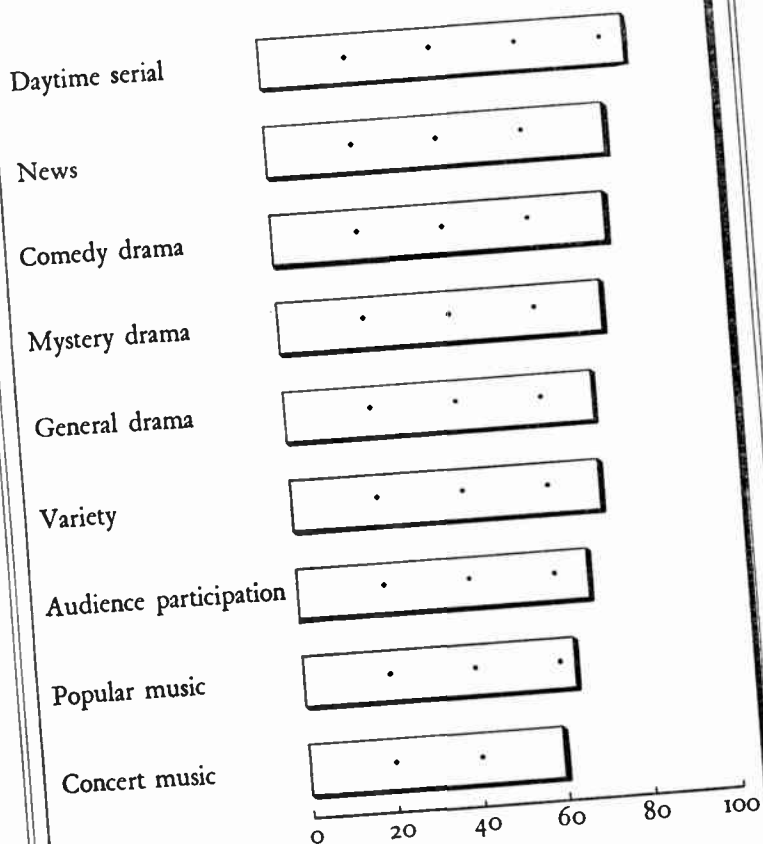 Daytime serial
News
Comedy drama
Mystery drama
General drama
Variety
Audience participation
Popular music
Concert music
0 20 40 60 80 100